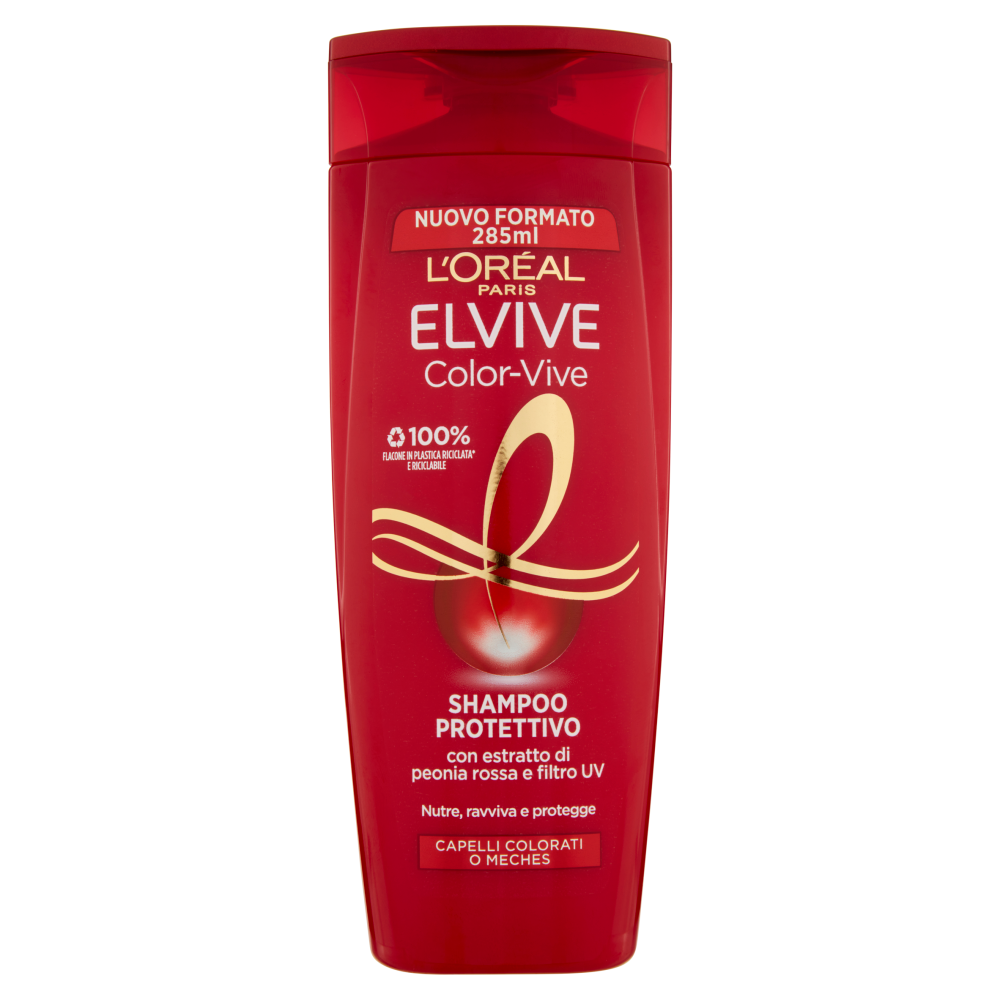 NUOVO FORMATO
285ml
L'ORÉAL
PARIS
ELVIVE
Color-Vive
100%
FLACONE IN PLASTICA RICICLATA*
E RICICLABILE
SHAMPOO
PROTETTIVO
con estratto di
peonia rossa e filtro UV
Nutre, ravviva e protegge
CAPELLI COLORATI
O MECHES